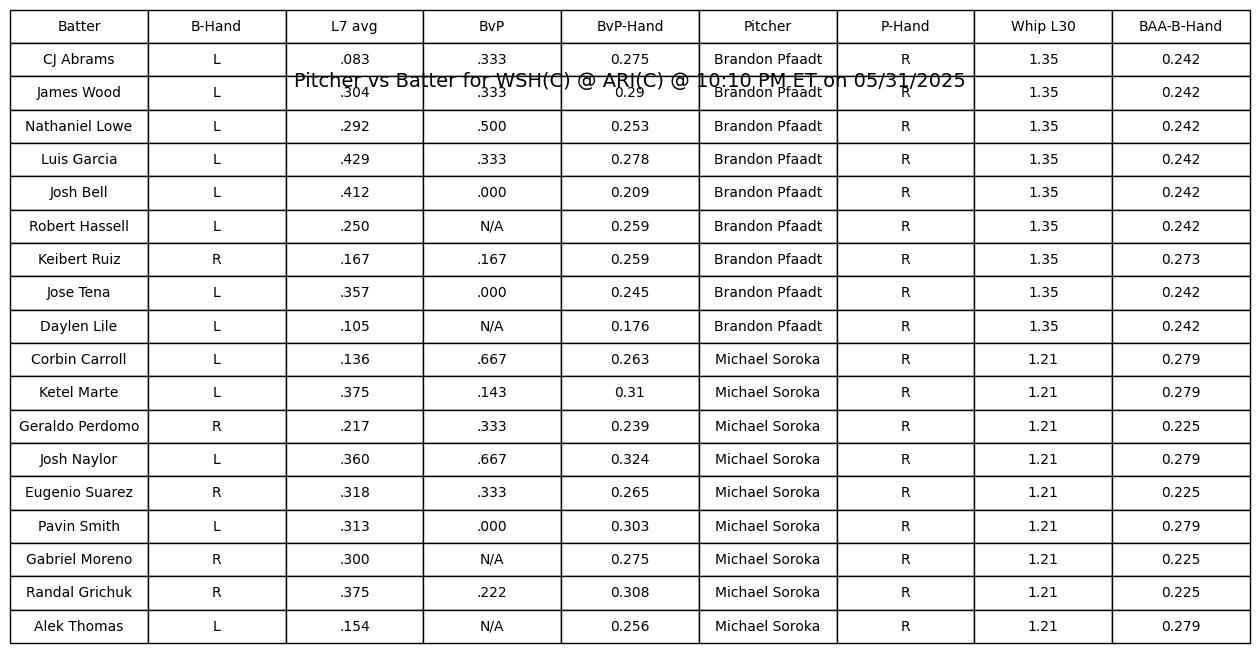 Batter B-Hand L7 avg BvP BvP-Hand Pitcher P-Hand Whip L30 BAA-B-Hand
CJ Abrams L .083 .333 0.275 Brandon Pfaadt R 1.35 0.242
Pitcher vs Batter for WSH(C) @ ARI(C) @ 10:10 PM ET on 05/31/2025
James Wood L .304 .333 0.29 Brandon Pfaadt R 1.35 0.242
Nathaniel Lowe L .292 .500 0.253 Brandon Pfaadt R 1.35 0.242
Luis Garcia L .429 .333 0.278 Brandon Pfaadt R 1.35 0.242
Josh Bell L .412 .000 0.209 Brandon Pfaadt R 1.35 0.242
Robert Hassell L .250 N/A 0.259 Brandon Pfaadt R 1.35 0.242
Keibert Ruiz R .167 .167 0.259 Brandon Pfaadt R 1.35 0.273
Jose Tena L .357 .000 0.245 Brandon Pfaadt R 1.35 0.242
Daylen Lile L .105 N/A 0.176 Brandon Pfaadt R 1.35 0.242
Corbin Carroll L .136 .667 0.263 Michael Soroka R 1.21 0.279
Ketel Marte L .375 .143 0.31 Michael Soroka R 1.21 0.279
Geraldo Perdomo R .217 .333 0.239 Michael Soroka R 1.21 0.225
Josh Naylor L .360 .667 0.324 Michael Soroka R 1.21 0.279
Eugenio Suarez R .318 .333 0.265 Michael Soroka R 1.21 0.225
Pavin Smith L .313 .000 0.303 Michael Soroka R 1.21 0.279
Gabriel Moreno R .300 N/A 0.275 Michael Soroka R 1.21 0.225
Randal Grichuk R .375 .222 0.308 Michael Soroka R 1.21 0.225
Alek Thomas L .154 N/A 0.256 Michael Soroka R 1.21 0.279